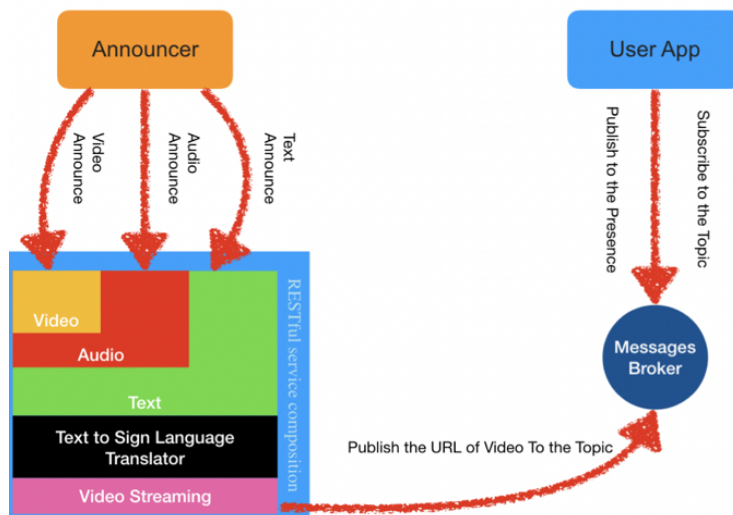 Announcer
User App
Video
Announce
Audio
Announce
Text
Announce
Publish to the Presence
Subscribe to the Topic
RESTful service composition
Video
Audio
Text
Text to Sign Language
Translator
Video Streaming
Messages
Broker
Publish the URL of Video To the Topic